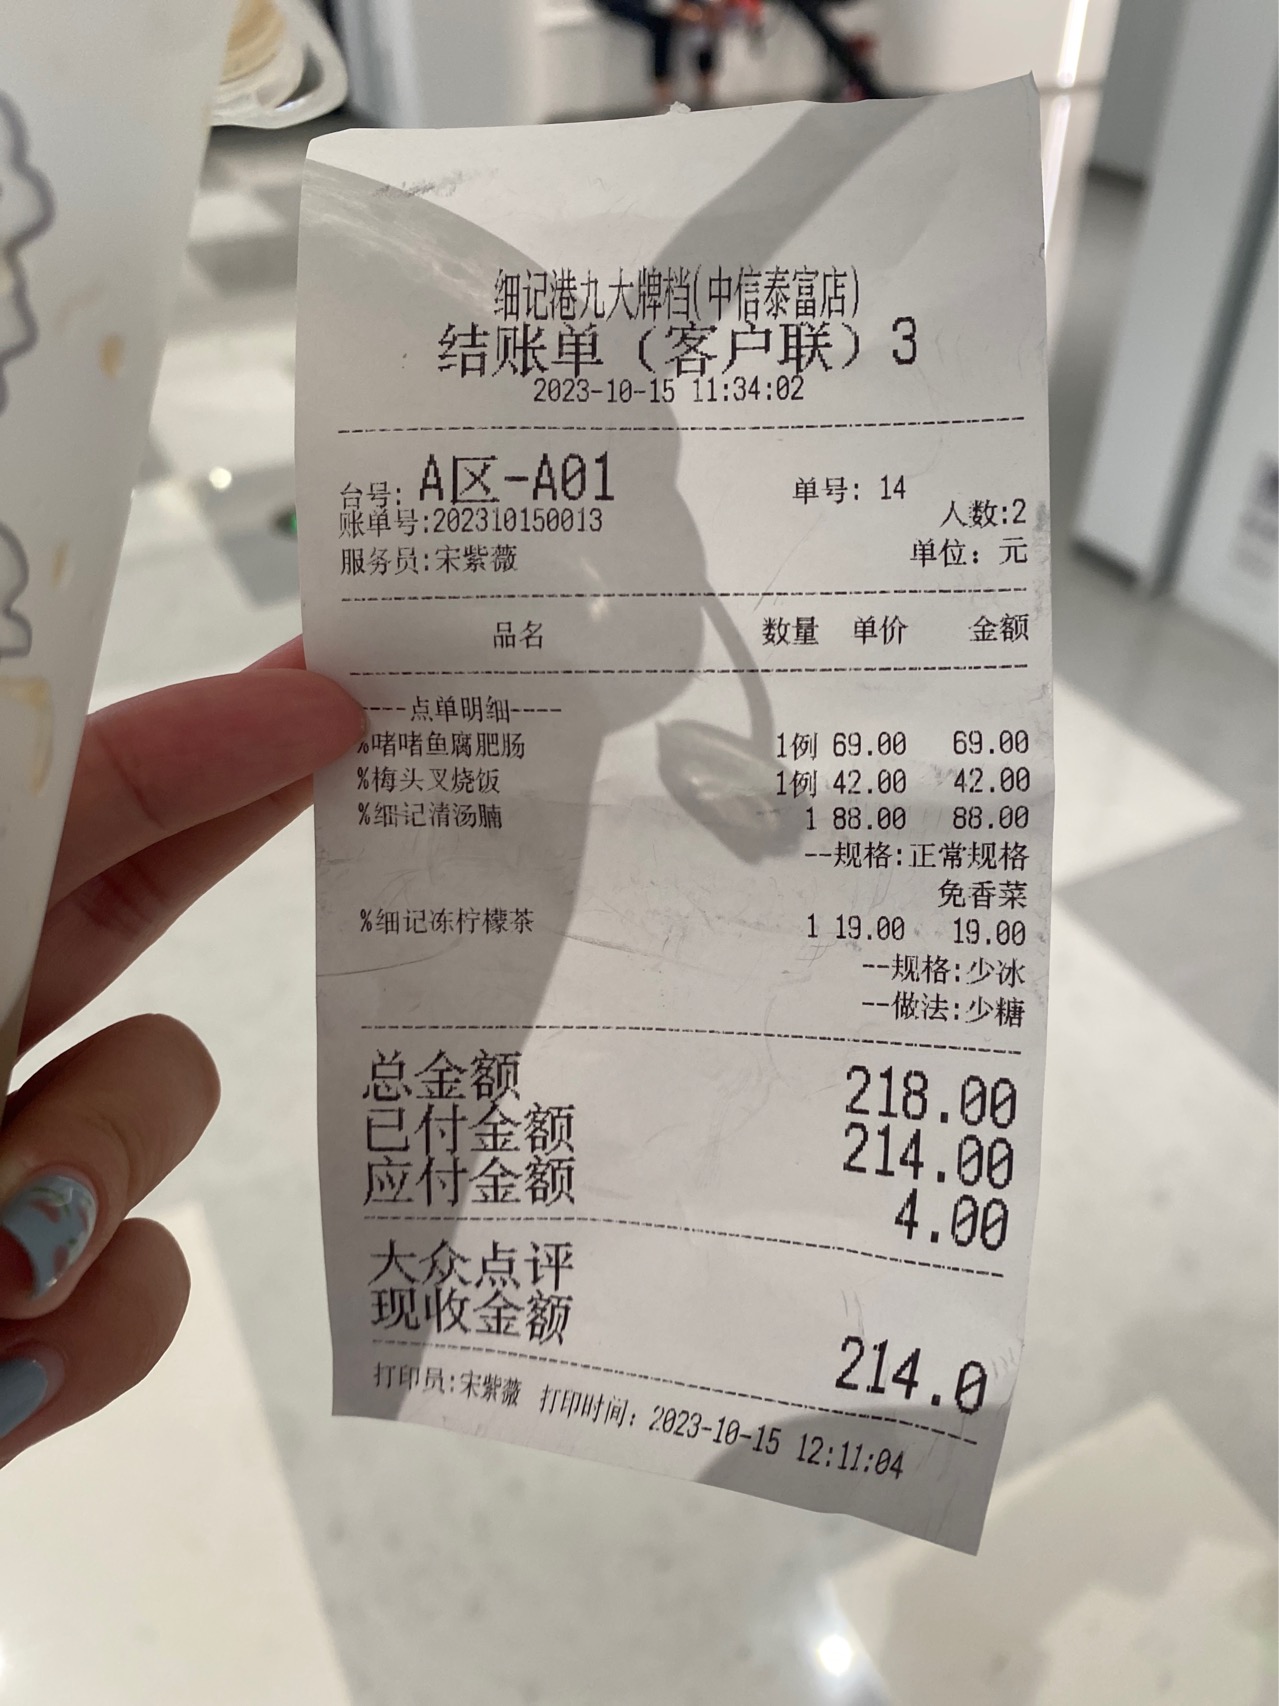 细记港九大牌档(中信泰富店)
结账单（客户联）3
2023-10-15 11:34:02
台号: A区-A01 单号: 14
账单号:202310150013 人数:2
服务员:宋紫薇 单位: 元
品名 数量 单价 金额
----点单明细----
%啫啫鱼腐肥肠 1例 69.00 69.00
%梅头叉烧饭 1例 42.00 42.00
%细记清汤腩 1 88.00 88.00
--规格:正常规格
免香菜
%细记冻柠檬茶 1 19.00 19.00
--规格:少冰
--做法:少糖
总金额 218.00
已付金额 214.00
应付金额 4.00
大众点评
现收金额 214.0
打印员:宋紫薇 打印时间: 2023-10-15 12:11:04